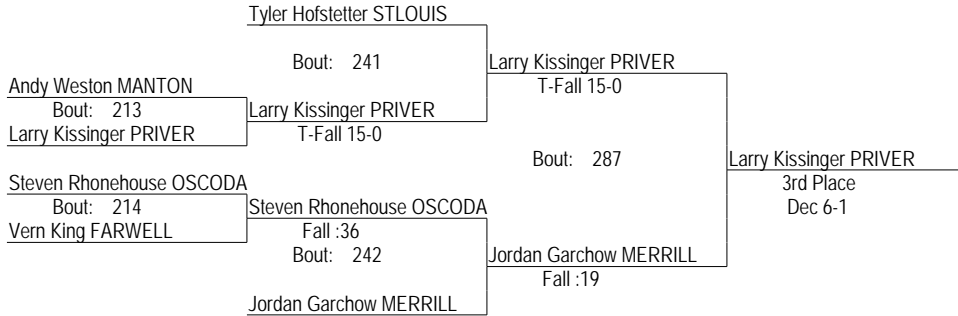 Tyler Hofstetter STLOUIS
Bout: 241
Larry Kissinger PRIVER
T-Fall 15-0
Andy Weston MANTON
Bout: 213
Larry Kissinger PRIVER
Larry Kissinger PRIVER
T-Fall 15-0
Bout: 287
Larry Kissinger PRIVER
3rd Place
Dec 6-1
Steven Rhonehouse OSCODA
Bout: 214
Vern King FARWELL
Steven Rhonehouse OSCODA
Fall :36
Bout: 242
Jordan Garchow MERRILL
Fall :19
Jordan Garchow MERRILL